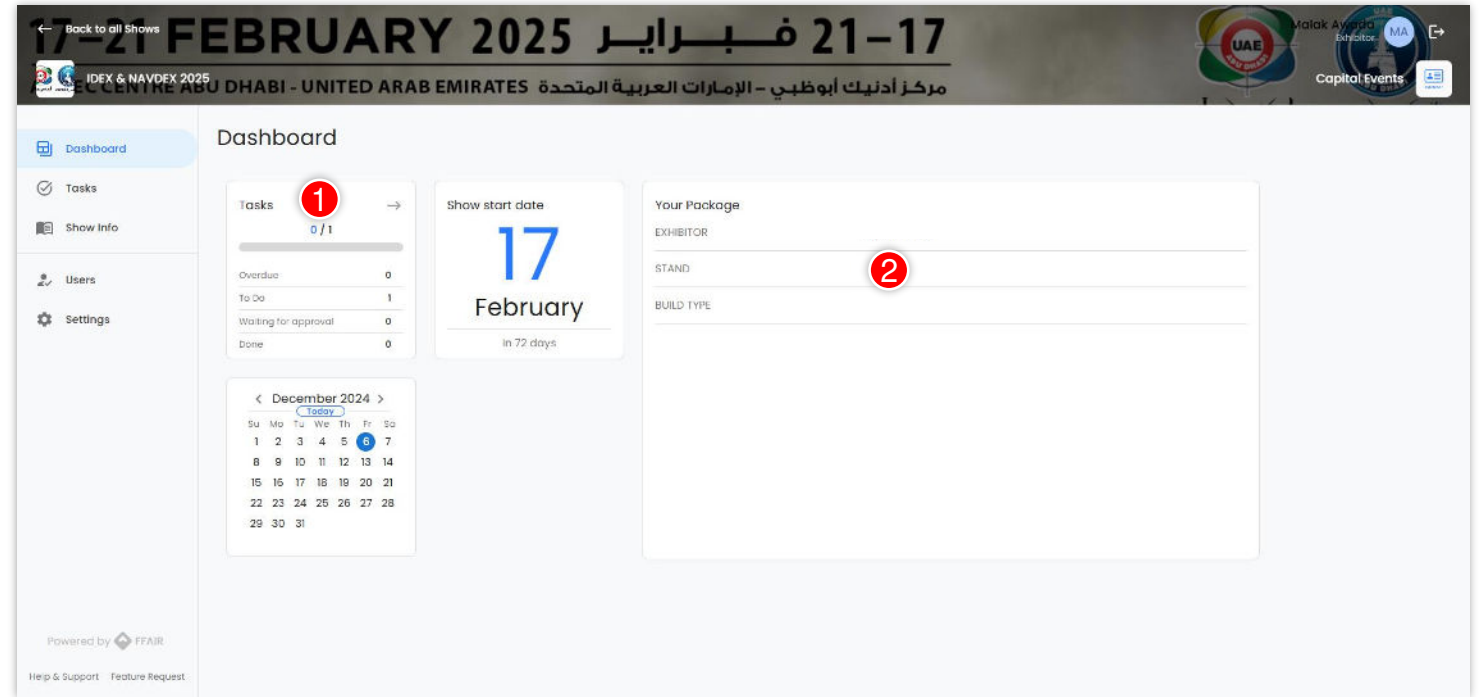 ← Back to all Shows
17–21 FEBRUARY 2025 فـبـرايـر 21–17
Malak Awada
Exhibitor
MA
IDEX & NAVDEX 2025
CENTRE ABU DHABI - UNITED ARAB EMIRATES مركز أدنيك أبوظبي – الإمارات العربية المتحدة
UAE
Capital Events
Dashboard
Tasks
Show Info
Users
Settings
Powered by FFAIR
Help & Support Feature Request
Dashboard
Tasks →
1
0 / 1
Overdue 0
To Do 1
Waiting for approval 0
Done 0
Show start date
17
February
in 72 days
Your Package
EXHIBITOR
STAND
2
BUILD TYPE
< December 2024 >
Today
Su Mo Tu We Th Fr Sa
1 2 3 4 5 6 7
8 9 10 11 12 13 14
15 16 17 18 19 20 21
22 23 24 25 26 27 28
29 30 31